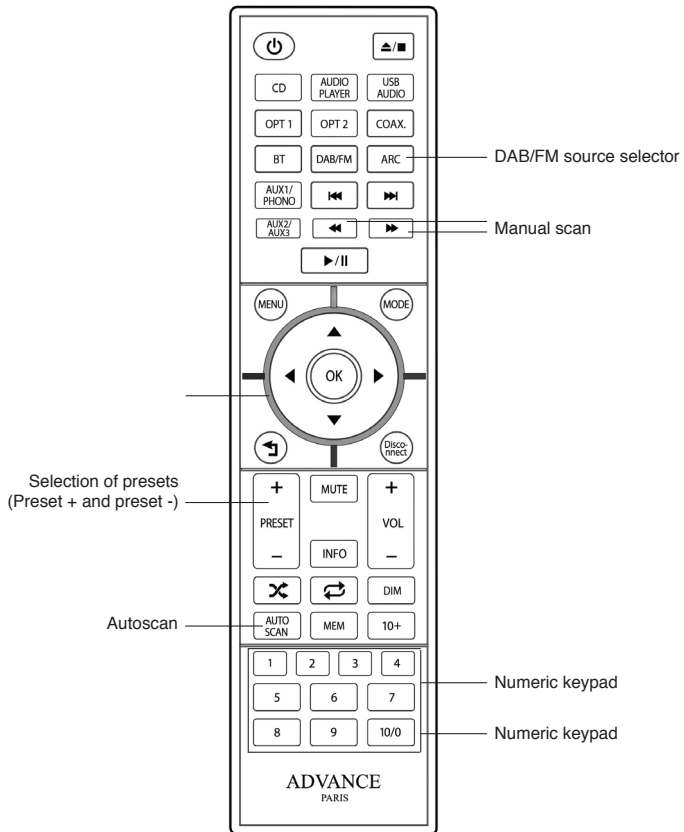 CD
AUDIO
PLAYER
USB
AUDIO
OPT 1
OPT 2
COAX.
BT
DAB/FM
ARC
DAB/FM source selector
AUX1/
PHONO
AUX2/
AUX3
Manual scan
MENU
MODE
OK
Disco-
nnect
Selection of presets
(Preset + and preset -)
+
PRESET
–
MUTE
INFO
+
VOL
–
DIM
Autoscan
AUTO
SCAN
MEM
10+
1
2
3
4
Numeric keypad
5
6
7
8
9
10/0
Numeric keypad
ADVANCE
PARIS